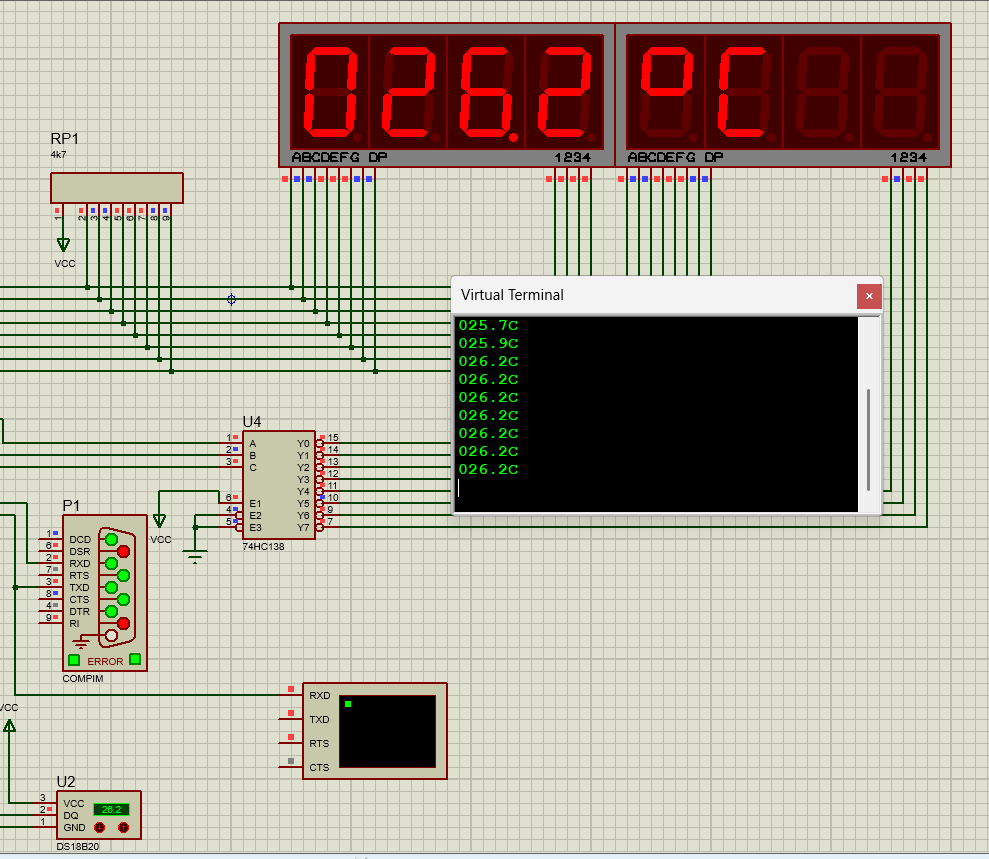 026.2 °C
ABCDEFG DP 1234 ABCDEFG DP 1234
RP1
4k7
1 2 3 4 5 6 7 8 9
VCC
Virtual Terminal
025.7C
025.9C
026.2C
026.2C
026.2C
026.2C
026.2C
026.2C
026.2C
U4
1 A Y0 15
2 B Y1 14
3 C Y2 13
Y3 12
Y4 11
6 E1 Y5 10
4 E2 Y6 9
5 E3 Y7 7
74HC138
VCC
P1
1 DCD
6 DSR
2 RXD
7 RTS
3 TXD
8 CTS
4 DTR
9 RI
ERROR
COMPIM
RXD
TXD
RTS
CTS
VCC
U2
3 VCC
2 DQ
1 GND
26.2
DS18B20